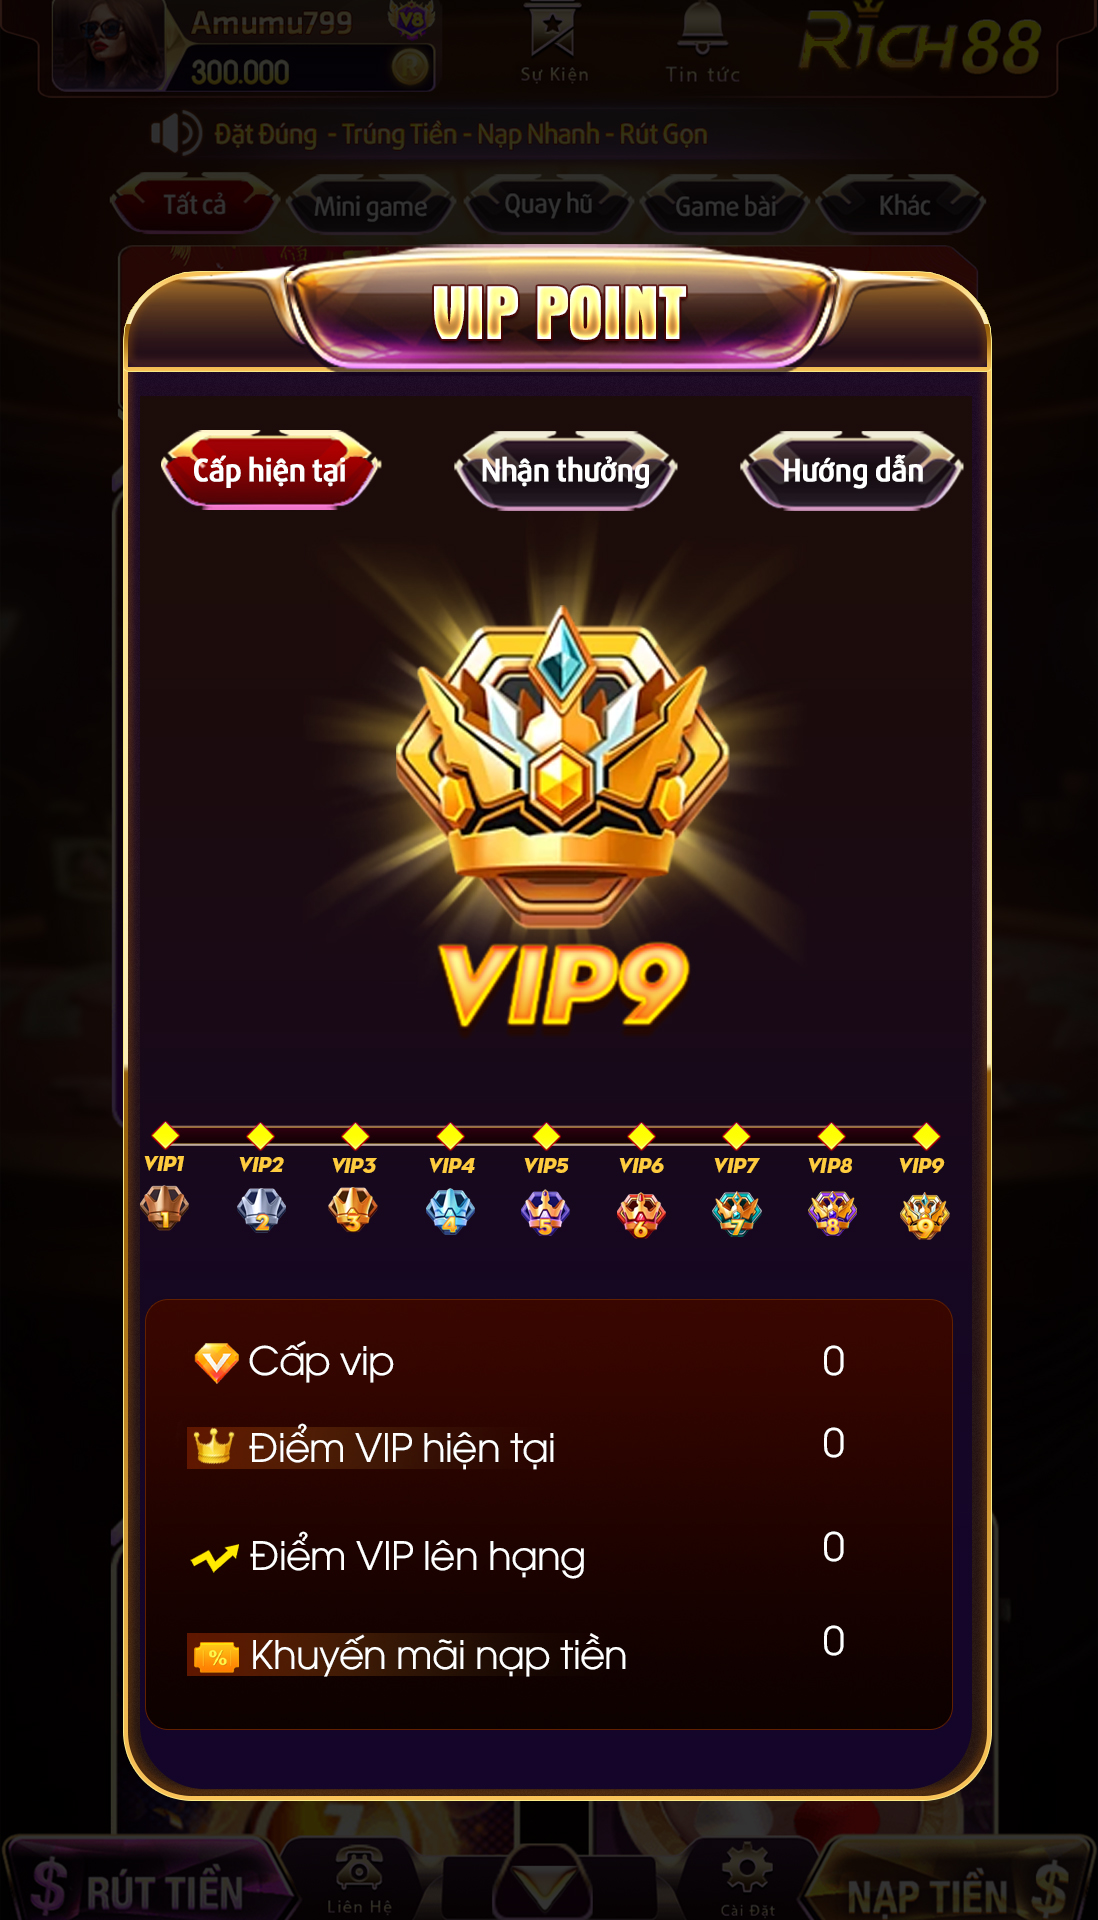 Amumu799
V8
300.000
R
Sự Kiện
Tin tức
RICH88
Đặt Đúng - Trúng Tiền - Nạp Nhanh - Rút Gọn
Tất cả
Mini game
Quay hũ
Game bài
Khác
VIP POINT
Cấp hiện tại
Nhận thưởng
Hướng dẫn
VIP9
VIP1
VIP2
VIP3
VIP4
VIP5
VIP6
VIP7
VIP8
VIP9
1
2
3
4
5
6
7
8
9
V Cấp vip 0
Điểm VIP hiện tại 0
Điểm VIP lên hạng 0
% Khuyến mãi nạp tiền 0
$ RÚT TIỀN
Liên Hệ
Cài Đặt
NẠP TIỀN $